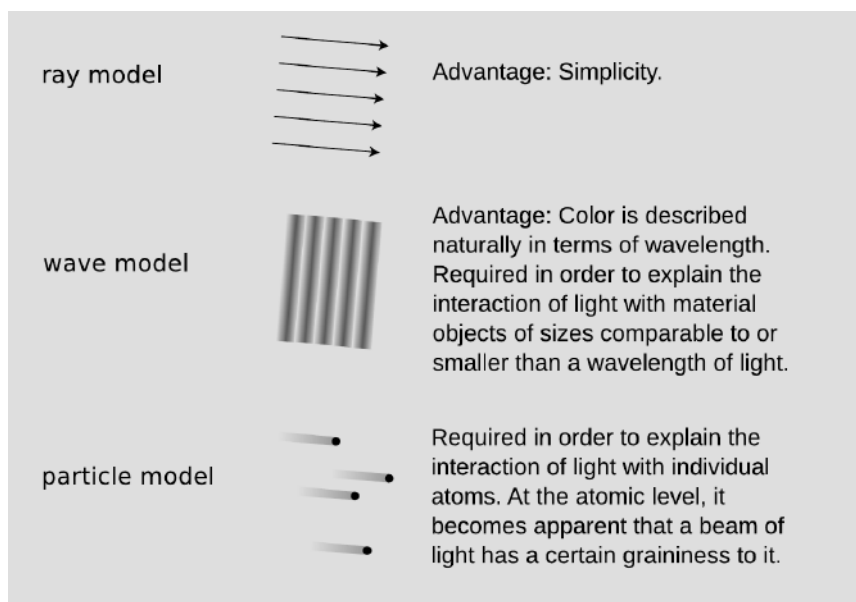 ray model
Advantage: Simplicity.
wave model
Advantage: Color is described
naturally in terms of wavelength.
Required in order to explain the
interaction of light with material
objects of sizes comparable to or
smaller than a wavelength of light.
particle model
Required in order to explain the
interaction of light with individual
atoms. At the atomic level, it
becomes apparent that a beam of
light has a certain graininess to it.